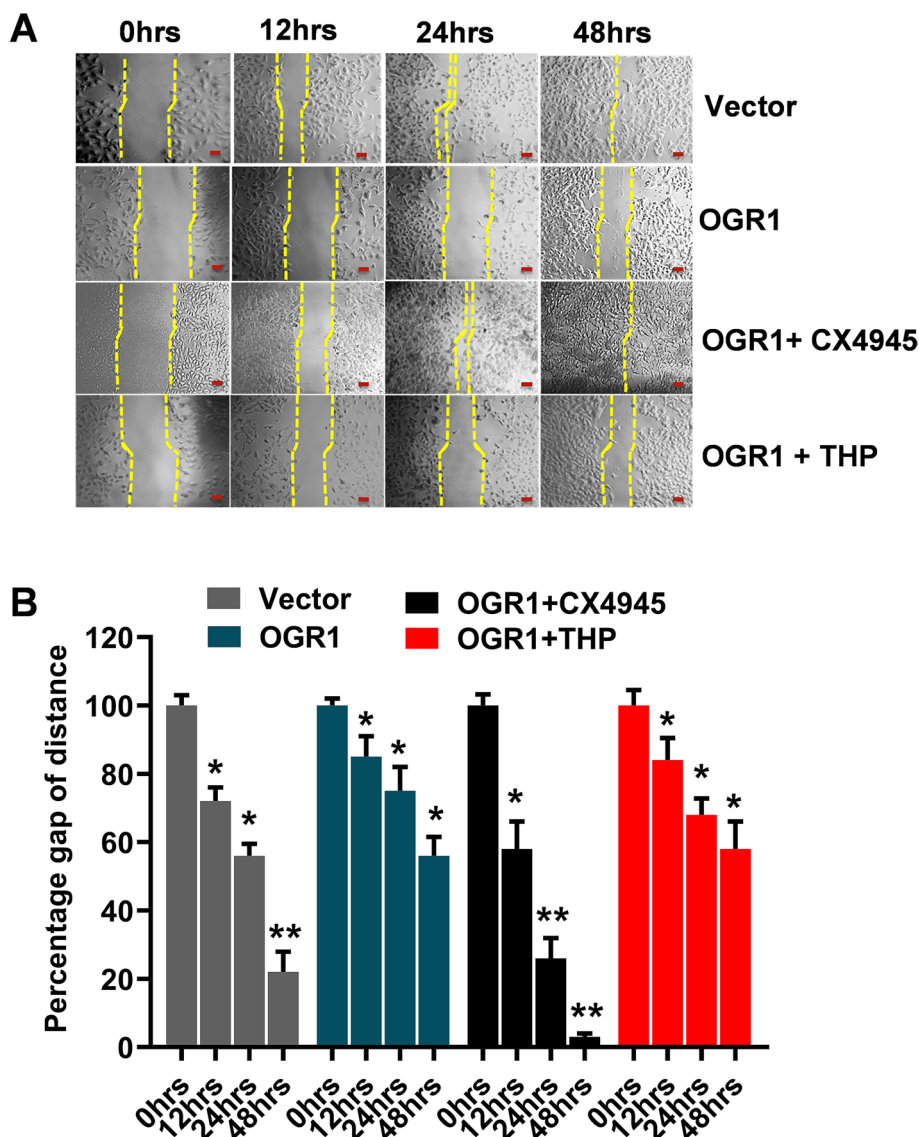 A
0hrs 12hrs 24hrs 48hrs
Vector
OGR1
OGR1+ CX4945
OGR1 + THP
B
Vector OGR1+CX4945
OGR1 OGR1+THP
Percentage gap of distance
120
100
80
60
40
20
0
* * **
* * *
* ** **
* * *
0hrs 12hrs 24hrs 48hrs 0hrs 12hrs 24hrs 48hrs 0hrs 12hrs 24hrs 48hrs 0hrs 12hrs 24hrs 48hrs